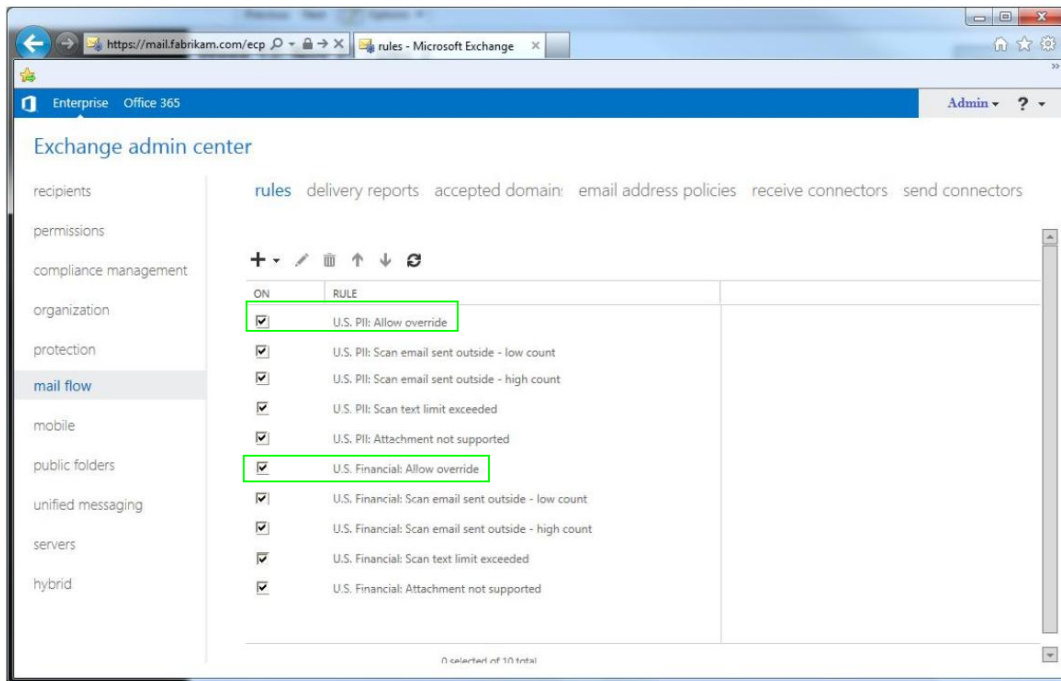 https://mail.fabrikam.com/ecp
rules - Microsoft Exchange
Enterprise Office 365
Admin ?
Exchange admin center
recipients
permissions
compliance management
organization
protection
mail flow
mobile
public folders
unified messaging
servers
hybrid
rules delivery reports accepted domain: email address policies receive connectors send connectors
ON RULE
U.S. PII: Allow override
U.S. PII: Scan email sent outside - low count
U.S. PII: Scan email sent outside - high count
U.S. PII: Scan text limit exceeded
U.S. PII: Attachment not supported
U.S. Financial: Allow override
U.S. Financial: Scan email sent outside - low count
U.S. Financial: Scan email sent outside - high count
U.S. Financial: Scan text limit exceeded
U.S. Financial: Attachment not supported
0 selected of 10 total